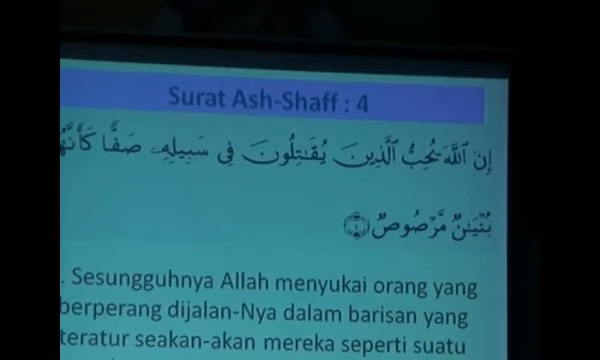 Surat Ash-Shaff : 4
إِنَّ ٱللَّهَ يُحِبُّ ٱلَّذِينَ يُقَـٰتِلُونَ فِى سَبِيلِهِۦ صَفًّا كَأَنَّهُ
بُنْيَـٰنٌ مَّرْصُوصٌ ﴿٤﴾
. Sesungguhnya Allah menyukai orang yang
berperang dijalan-Nya dalam barisan yang
teratur seakan-akan mereka seperti suatu